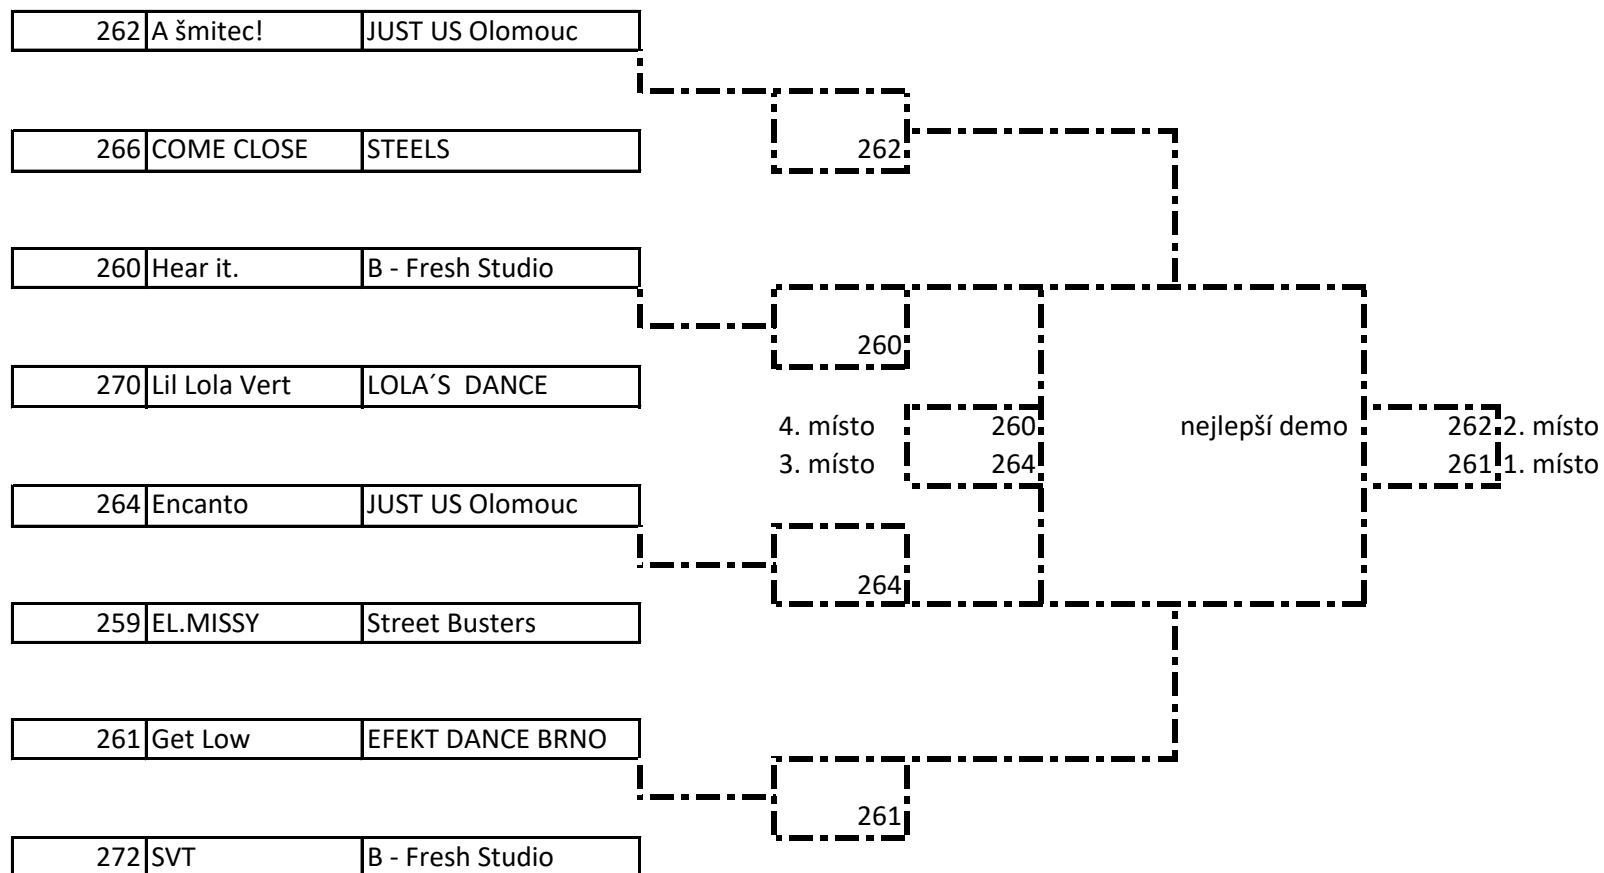 262 A šmitec! JUST US Olomouc
266 COME CLOSE STEELS 262
260 Hear it. B - Fresh Studio
260
270 Lil Lola Vert LOLA´S  DANCE
4. místo 260 nejlepší demo 262 2. místo
3. místo 264 261 1. místo
264 Encanto JUST US Olomouc
264
259 EL.MISSY Street Busters
261 Get Low EFEKT DANCE BRNO
261
272 SVT B - Fresh Studio